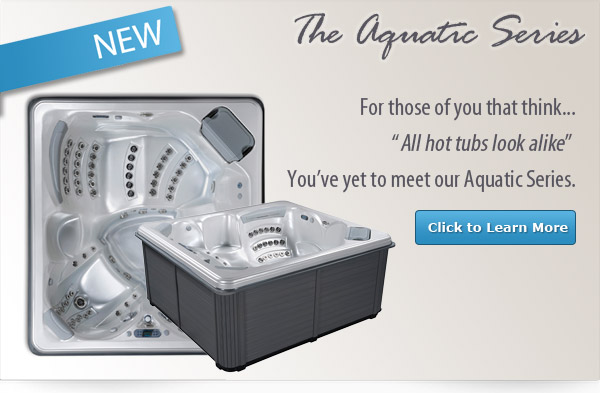 NEW
The Aquatic Series
For those of you that think...
“ All hot tubs look alike”
You’ve yet to meet our Aquatic Series.
Click to Learn More